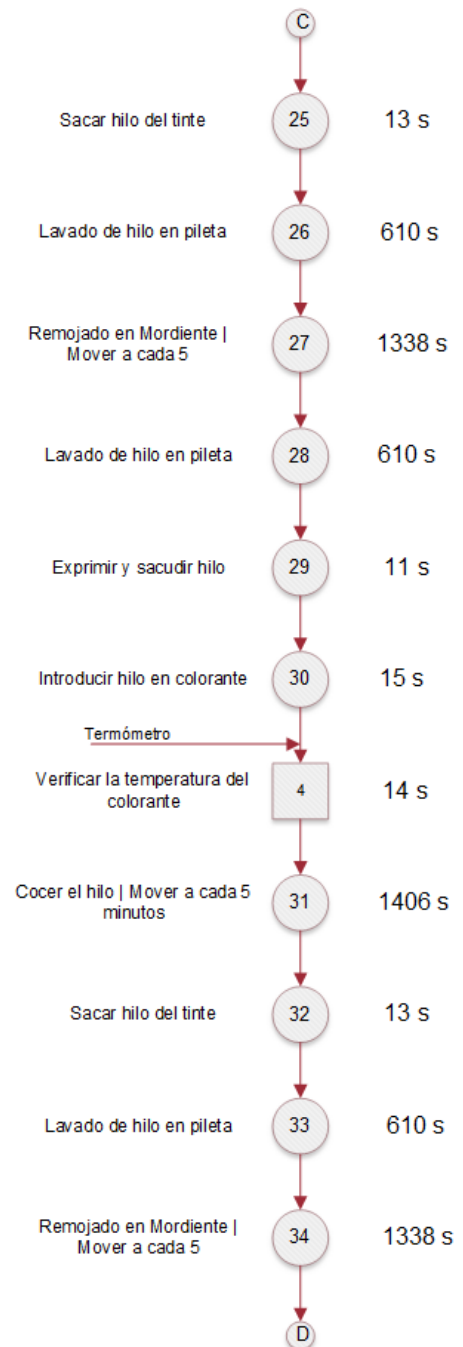 C
Sacar hilo del tinte 25 13 s
Lavado de hilo en pileta 26 610 s
Remojado en Mordiente |
Mover a cada 5
27 1338 s
Lavado de hilo en pileta 28 610 s
Exprimir y sacudir hilo 29 11 s
Introducir hilo en colorante 30 15 s
Termómetro
Verificar la temperatura del
colorante
4 14 s
Cocer el hilo | Mover a cada 5
minutos
31 1406 s
Sacar hilo del tinte 32 13 s
Lavado de hilo en pileta 33 610 s
Remojado en Mordiente |
Mover a cada 5
34 1338 s
D